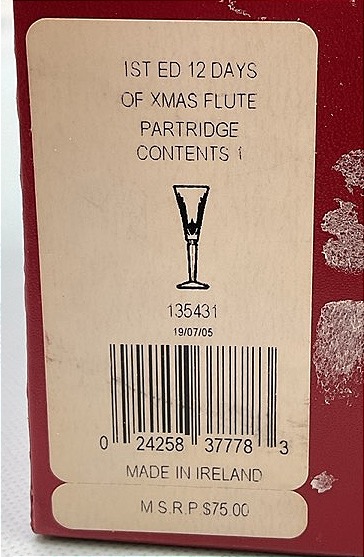 1ST ED 12 DAYS
OF XMAS FLUTE
PARTRIDGE
CONTENTS 1
135431
19/07/05
0 24258 37778 3
MADE IN IRELAND
M.S.R.P $75.00